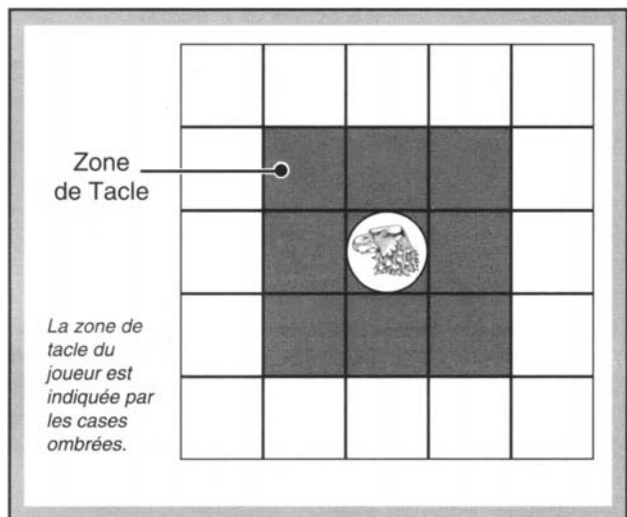 Zone
de Tacle
La zone de
tacle du
joueur est
indiquée par
les cases
ombrées.